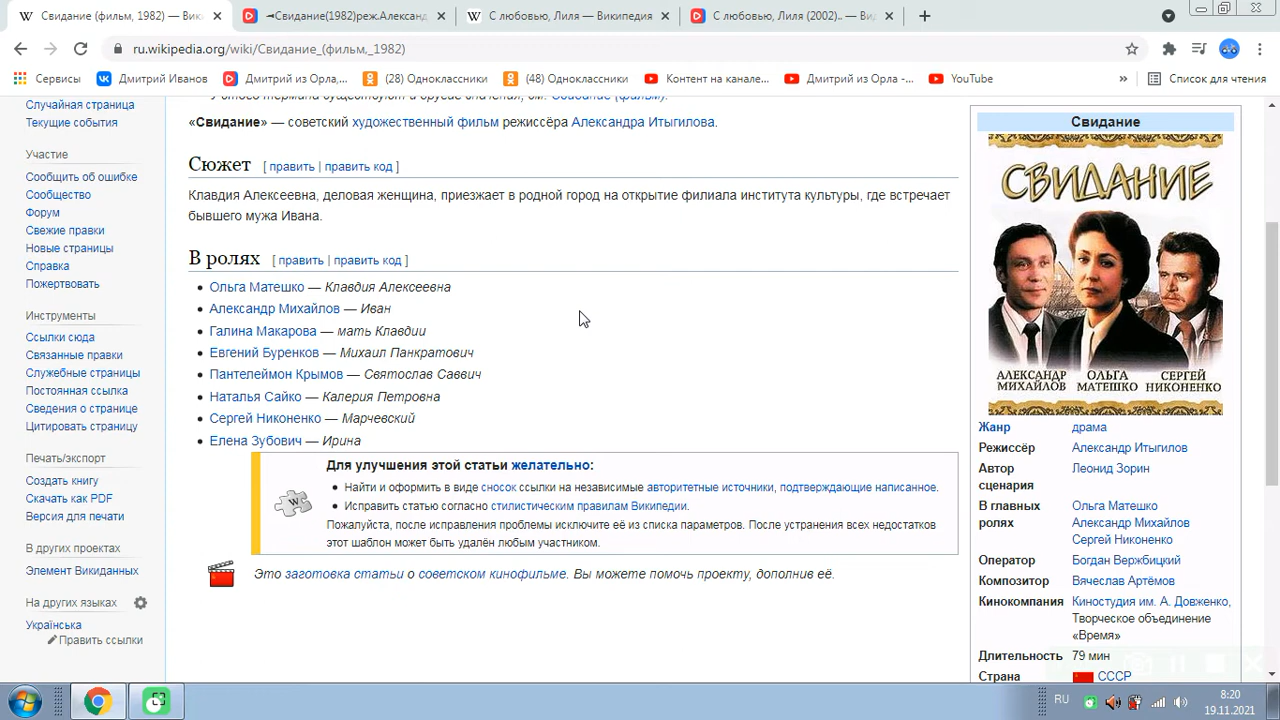 Свидание (фильм, 1982) — Вик
◄Свидание(1982)реж.Александ
С любовью, Лиля — Википедия
С любовью, Лиля (2002).. — Ви
ru.wikipedia.org/wiki/Свидание_(фильм,_1982)
Сервисы
Дмитрий Иванов
Дмитрий из Орла,...
(28) Одноклассники
(48) Одноклассники
Контент на канале...
Дмитрий из Орла -...
YouTube
»
Список для чтения
Случайная страница
Текущие события
Участие
Сообщить об ошибке
Сообщество
Форум
Свежие правки
Новые страницы
Справка
Пожертвовать
Инструменты
Ссылки сюда
Связанные правки
Служебные страницы
Постоянная ссылка
Сведения о странице
Цитировать страницу
Печать/экспорт
Создать книгу
Скачать как PDF
Версия для печати
В других проектах
Элемент Викиданных
На других языках
Українська
Править ссылки
У этого термина существуют и другие значения, см. Свидание (фильм).
«Свидание» — советский художественный фильм режиссёра Александра Итыгилова.
Сюжет [ править | править код ]
Клавдия Алексеевна, деловая женщина, приезжает в родной город на открытие филиала института культуры, где встречает
бывшего мужа Ивана.
В ролях [ править | править код ]
Ольга Матешко — Клавдия Алексеевна
Александр Михайлов — Иван
Галина Макарова — мать Клавдии
Евгений Буренков — Михаил Панкратович
Пантелеймон Крымов — Святослав Саввич
Наталья Сайко — Калерия Петровна
Сергей Никоненко — Марчевский
Елена Зубович — Ирина
Для улучшения этой статьи желательно:
Найти и оформить в виде сносок ссылки на независимые авторитетные источники, подтверждающие написанное.
Исправить статью согласно стилистическим правилам Википедии.
Пожалуйста, после исправления проблемы исключите её из списка параметров. После устранения всех недостатков
этот шаблон может быть удалён любым участником.
Это заготовка статьи о советском кинофильме. Вы можете помочь проекту, дополнив её.
Свидание
СВИДАНИЕ
АЛЕКСАНДР МИХАЙЛОВ
ОЛЬГА МАТЕШКО
СЕРГЕЙ НИКОНЕНКО
Жанр драма
Режиссёр Александр Итыгилов
Автор сценария Леонид Зорин
В главных ролях Ольга Матешко
Александр Михайлов
Сергей Никоненко
Оператор Богдан Вержбицкий
Композитор Вячеслав Артёмов
Кинокомпания Киностудия им. А. Довженко,
Творческое объединение
«Время»
Длительность 79 мин
Страна СССР
RU
8:20
19.11.2021